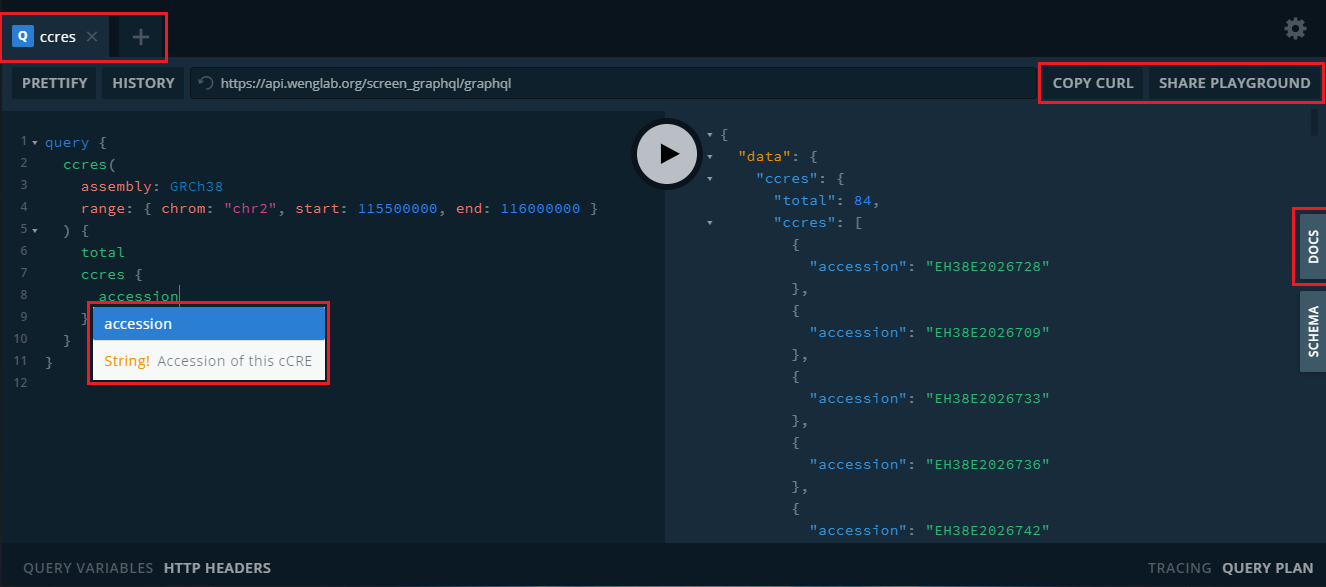 Q ccres
PRETTIFY HISTORY https://api.wenglab.org/screen_graphql/graphql COPY CURL SHARE PLAYGROUND
1 query {
2 ccres(
3 assembly: GRCh38
4 range: { chrom: "chr2", start: 115500000, end: 116000000 }
5 ) {
6 total
7 ccres {
8 accession
9 }
10 }
11 }
12
accession
String! Accession of this cCRE
{
"data": {
"ccres": {
"total": 84,
"ccres": [
{
"accession": "EH38E2026728"
},
{
"accession": "EH38E2026709"
},
{
"accession": "EH38E2026733"
},
{
"accession": "EH38E2026736"
},
{
"accession": "EH38E2026742"
DOCS
SCHEMA
QUERY VARIABLES HTTP HEADERS TRACING QUERY PLAN